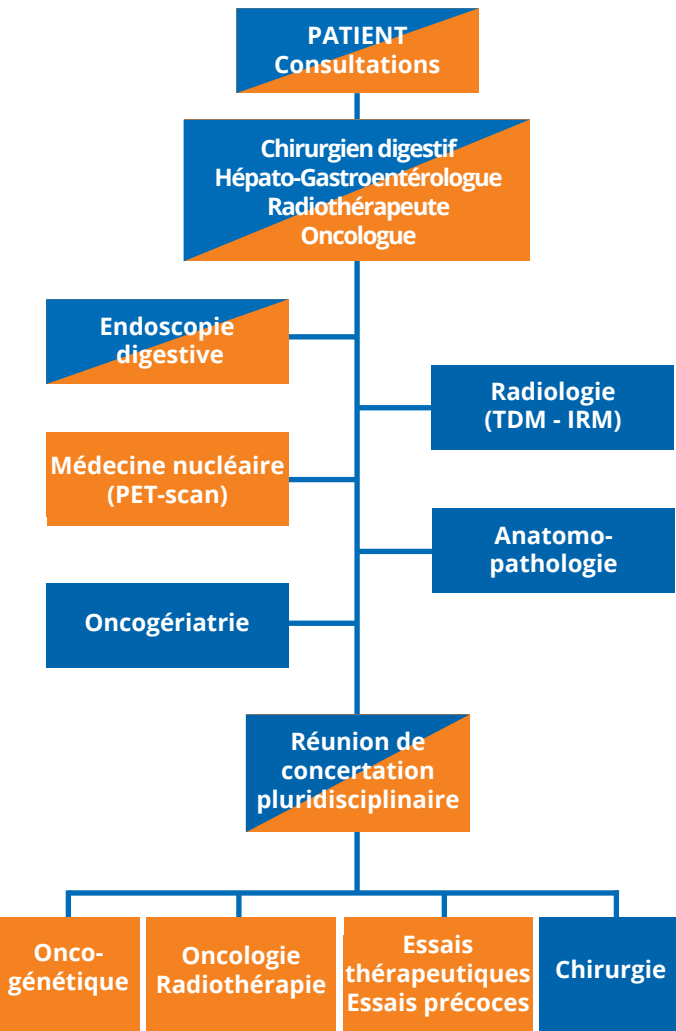 PATIENT
Consultations
Chirurgien digestif
Hépato-Gastroentérologue
Radiothérapeute
Oncologue
Endoscopie
digestive
Radiologie
(TDM - IRM)
Médecine nucléaire
(PET-scan)
Anatomo-
pathologie
Oncogériatrie
Réunion de
concertation
pluridisciplinaire
Onco-
génétique
Oncologie
Radiothérapie
Essais
thérapeutiques
Essais précoces
Chirurgie